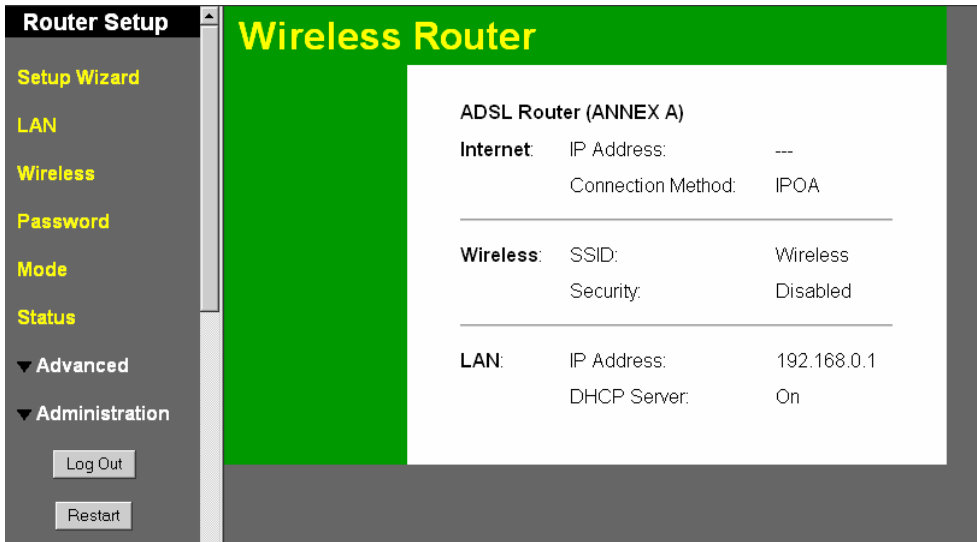 Router Setup
Setup Wizard
LAN
Wireless
Password
Mode
Status
Advanced
Administration
Log Out
Restart
Wireless Router
ADSL Router (ANNEX A)
Internet: IP Address: ---
Connection Method: IPOA
Wireless: SSID: Wireless
Security: Disabled
LAN: IP Address: 192.168.0.1
DHCP Server: On